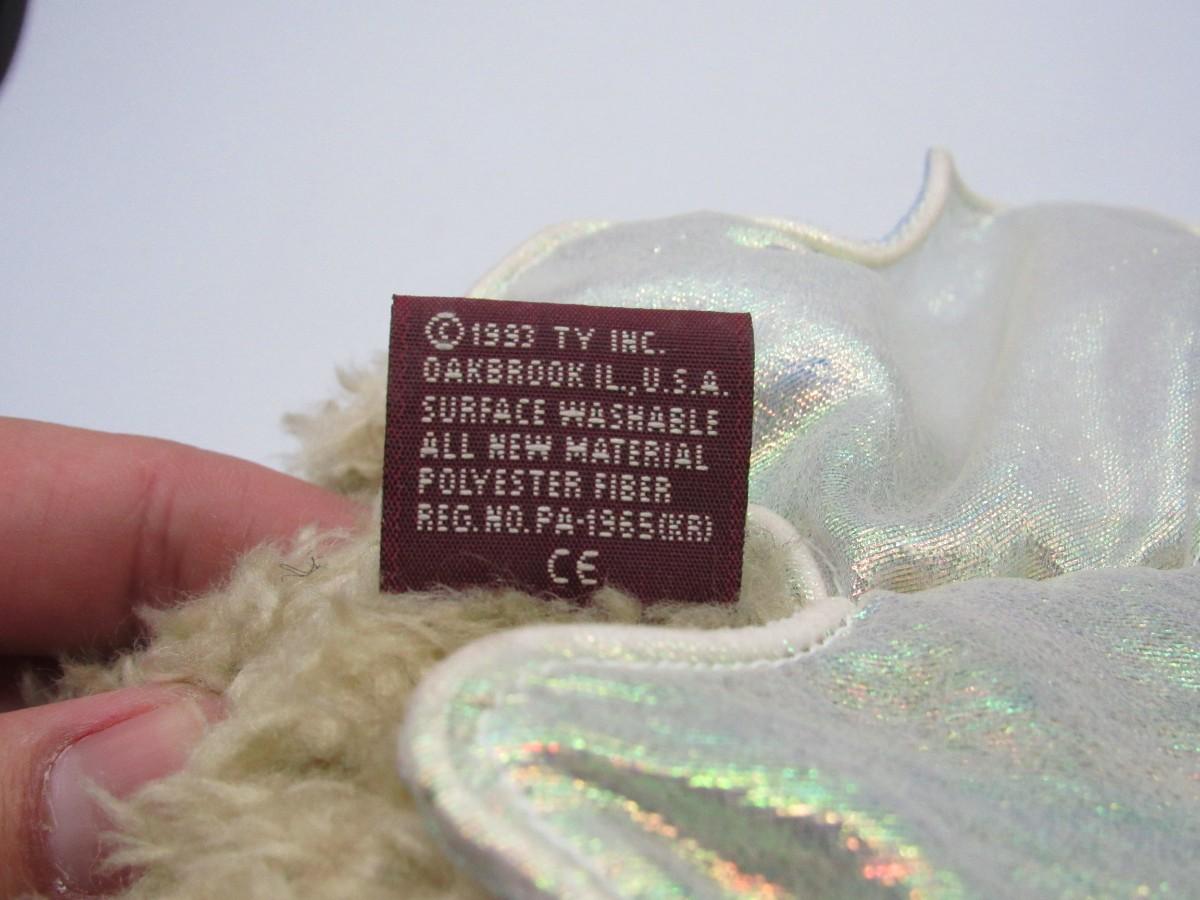 ©1993 TY INC.
OAKBROOK IL., U.S.A.
SURFACE WASHABLE
ALL NEW MATERIAL
POLYESTER FIBER
REG. NO. PA-1965(KR)
CE